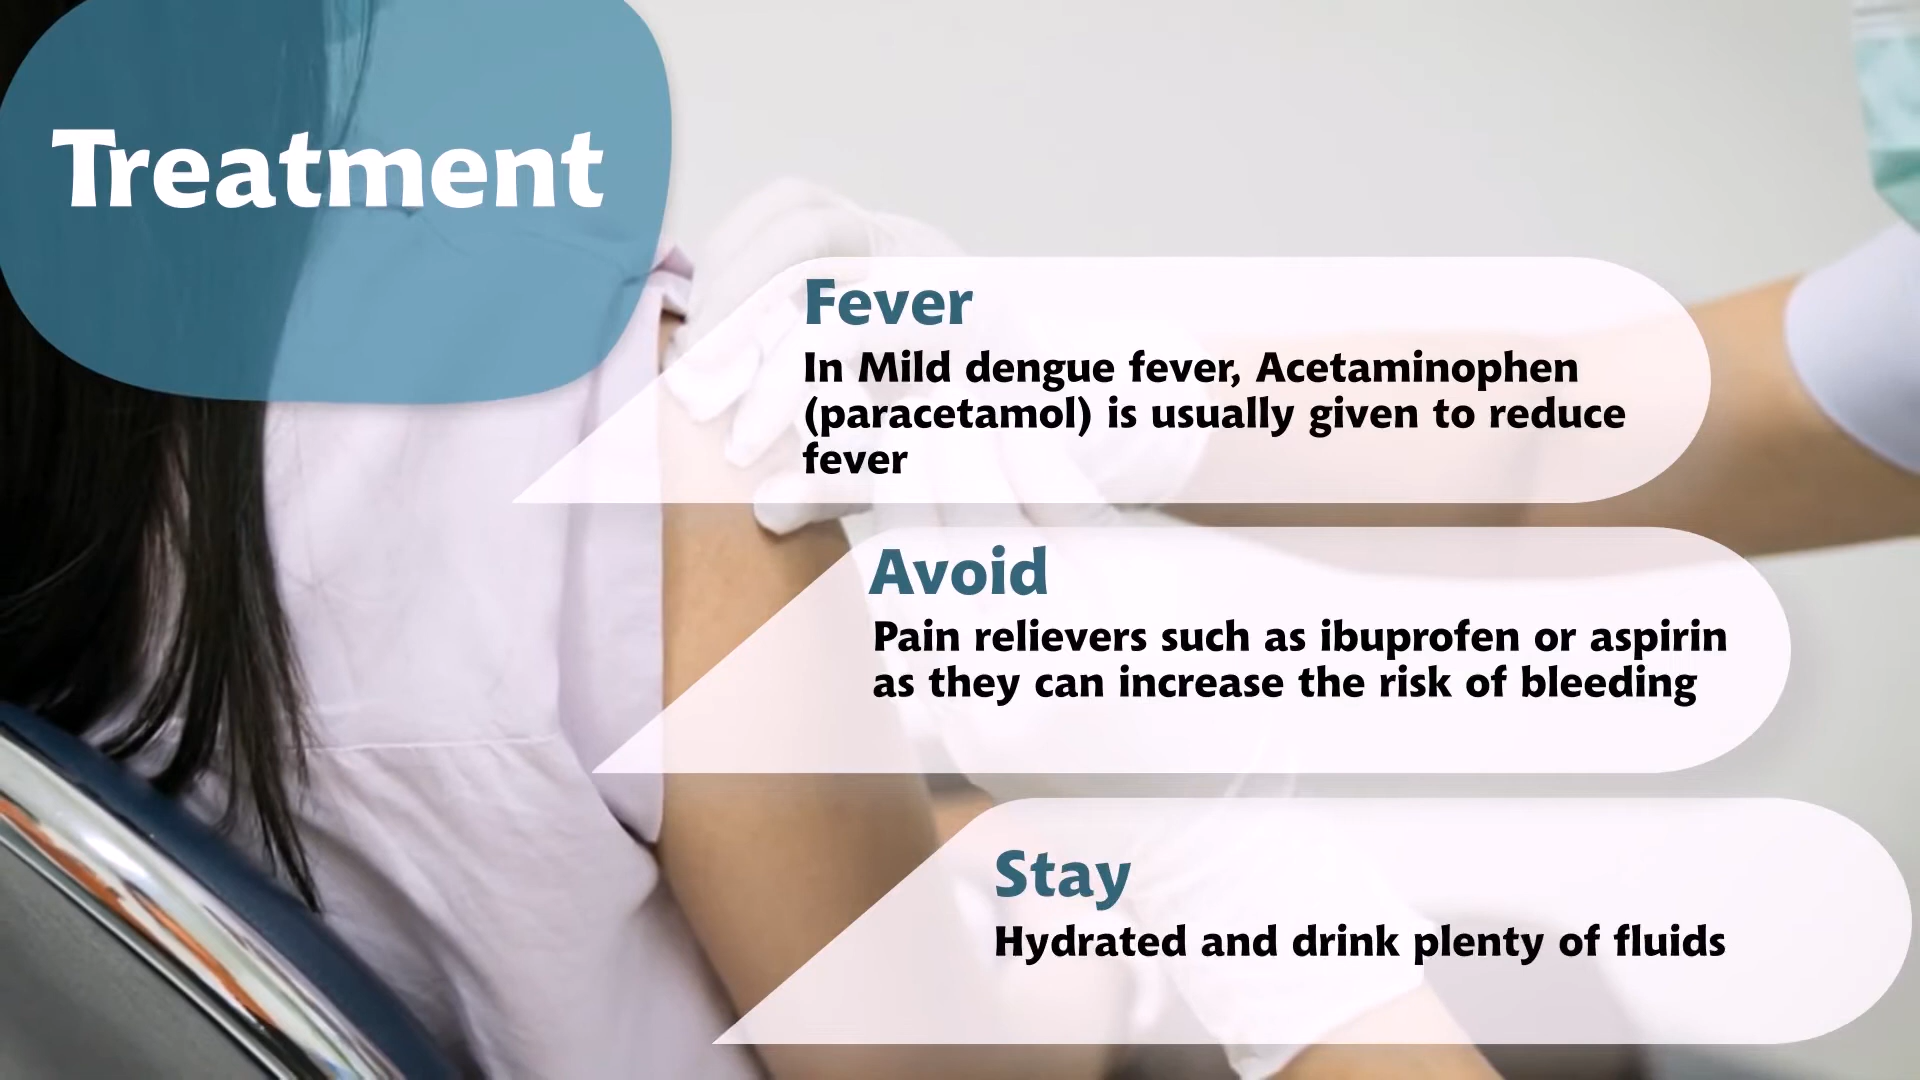 Treatment
Fever
In Mild dengue fever, Acetaminophen
(paracetamol) is usually given to reduce
fever
Avoid
Pain relievers such as ibuprofen or aspirin
as they can increase the risk of bleeding
Stay
Hydrated and drink plenty of fluids